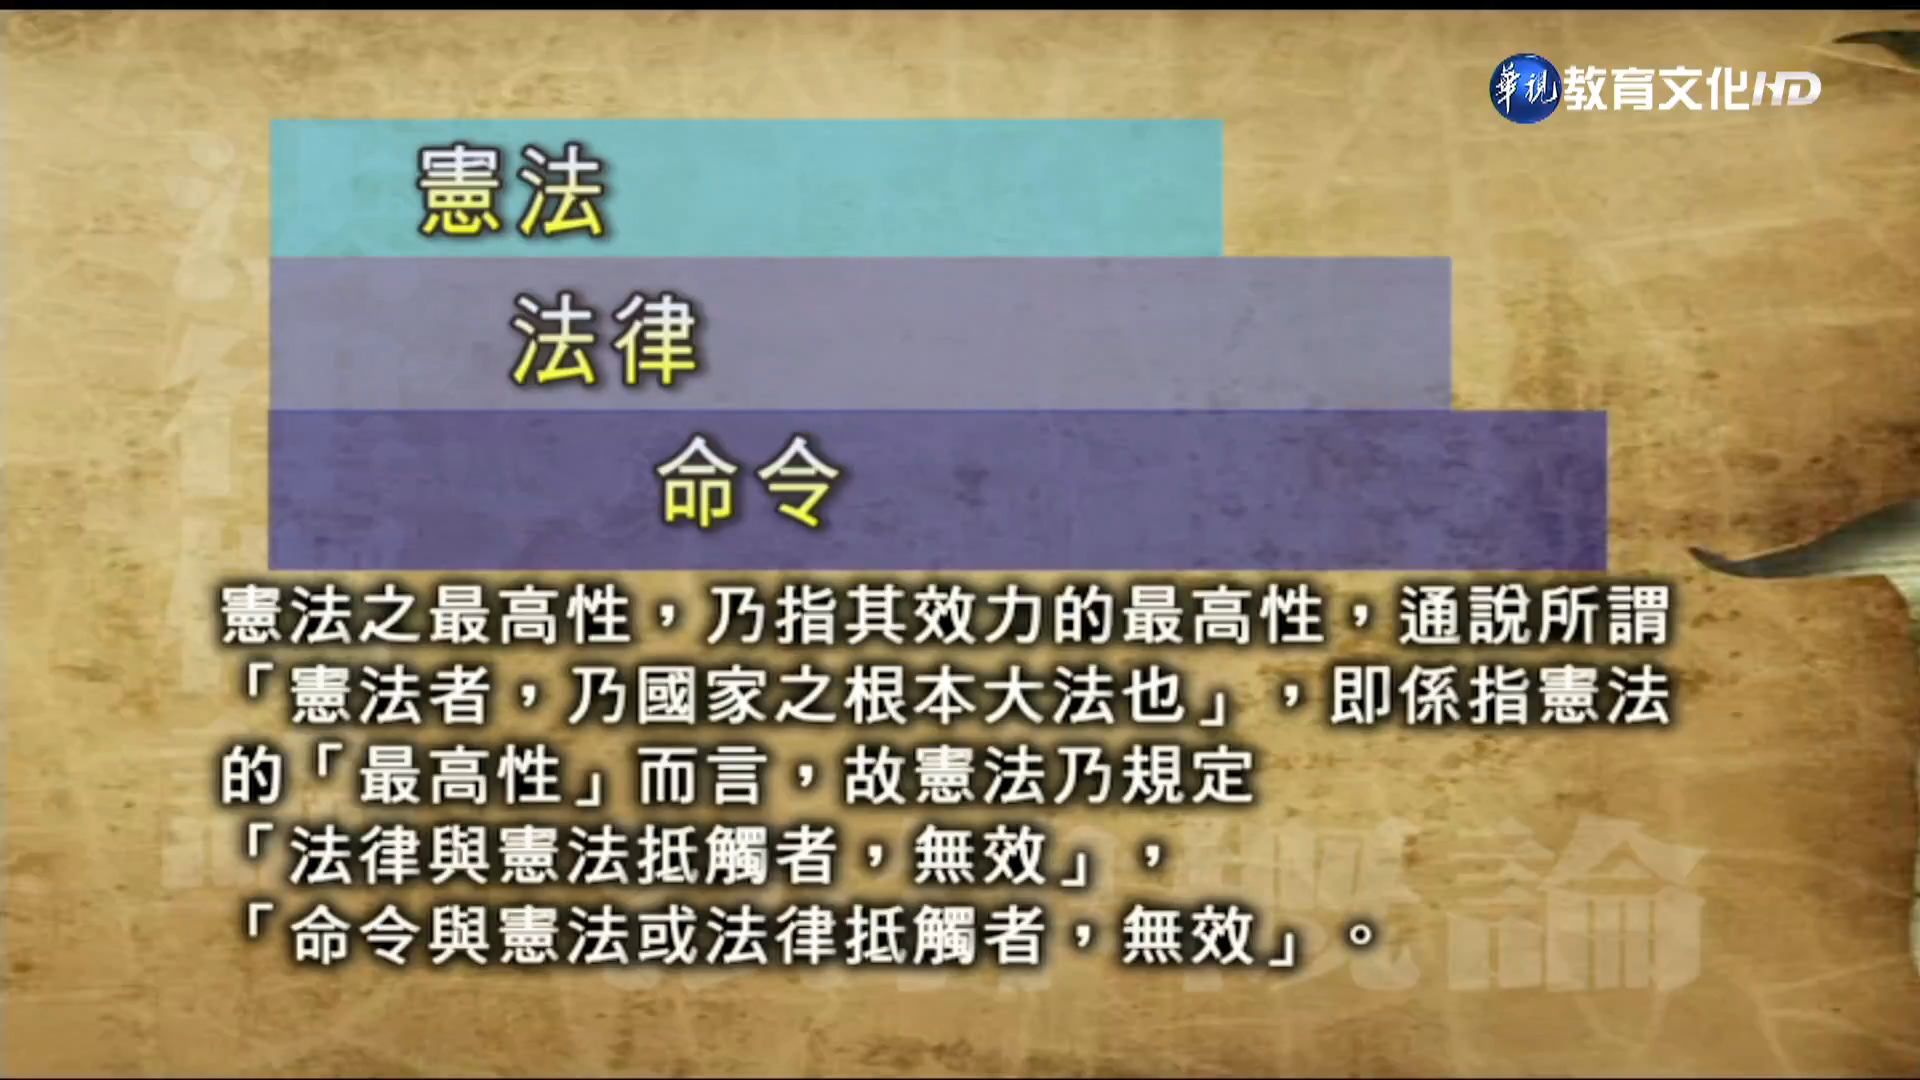 華視 教育文化HD
憲法
法律
命令
憲法之最高性，乃指其效力的最高性，通說所謂
「憲法者，乃國家之根本大法也」，即係指憲法
的「最高性」而言，故憲法乃規定
「法律與憲法抵觸者，無效」，
「命令與憲法或法律抵觸者，無效」。
概論